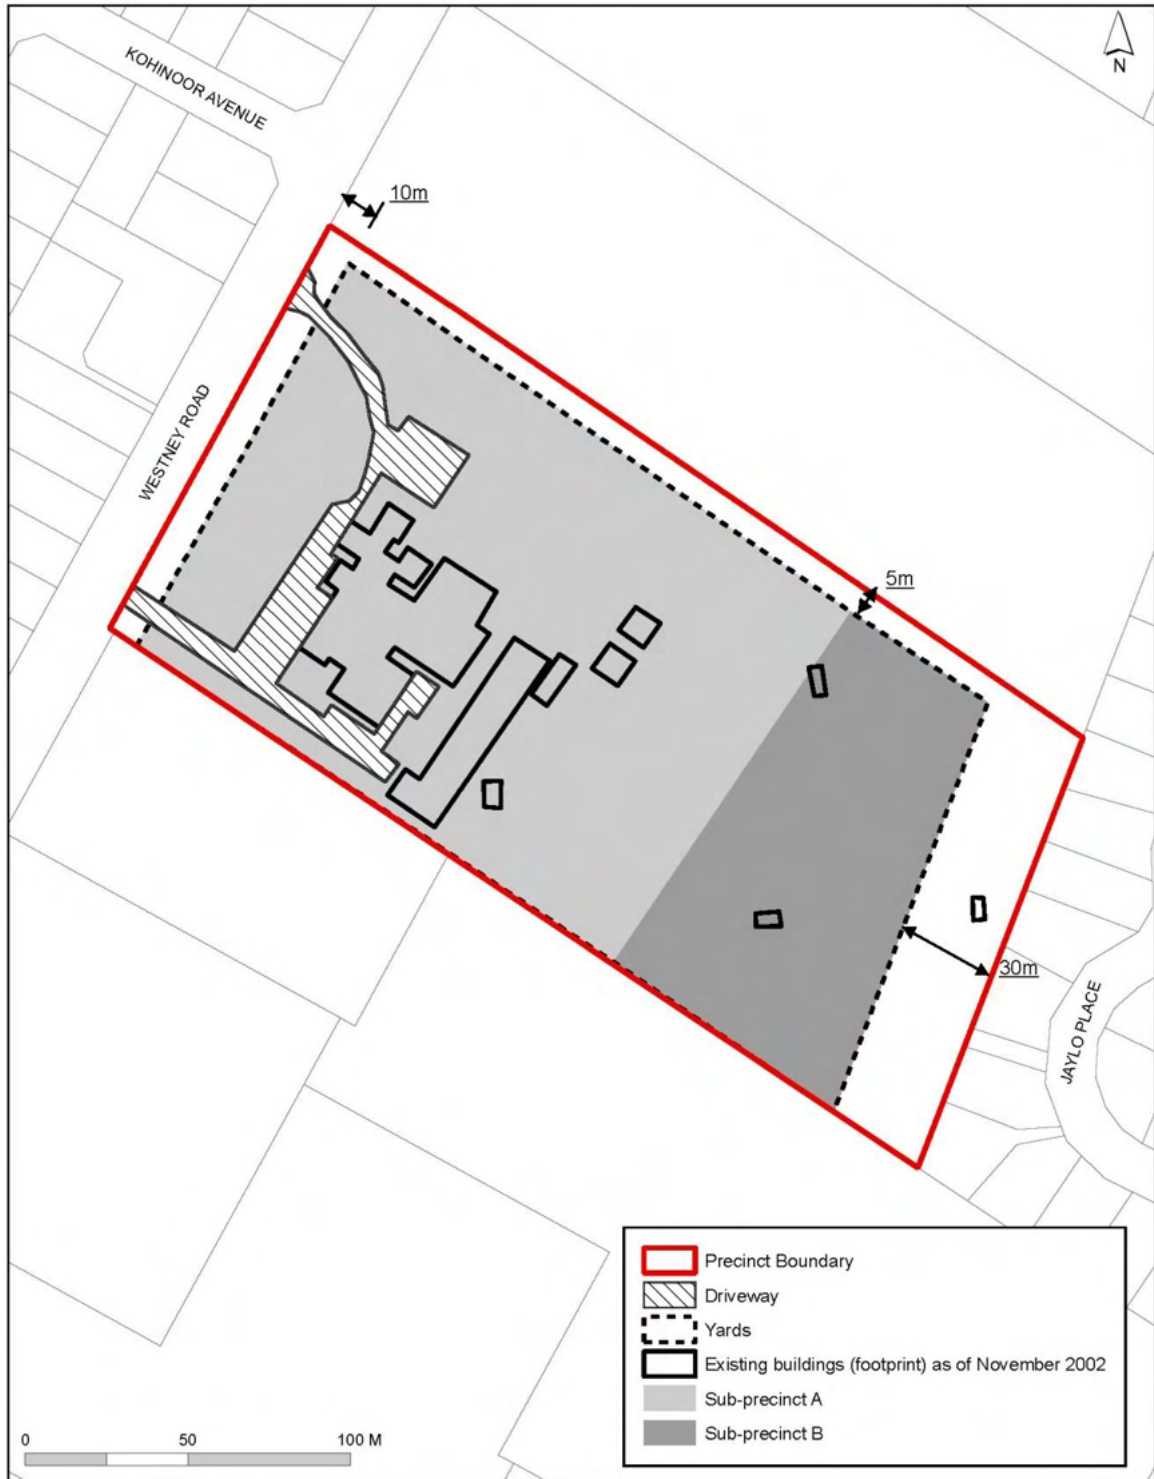 N
KOHINOOR AVENUE
10m
WESTNEY ROAD
5m
30m
JAYLO PLACE
Precinct Boundary
Driveway
Yards
Existing buildings (footprint) as of November 2002
Sub-precinct A
Sub-precinct B
0 50 100 M